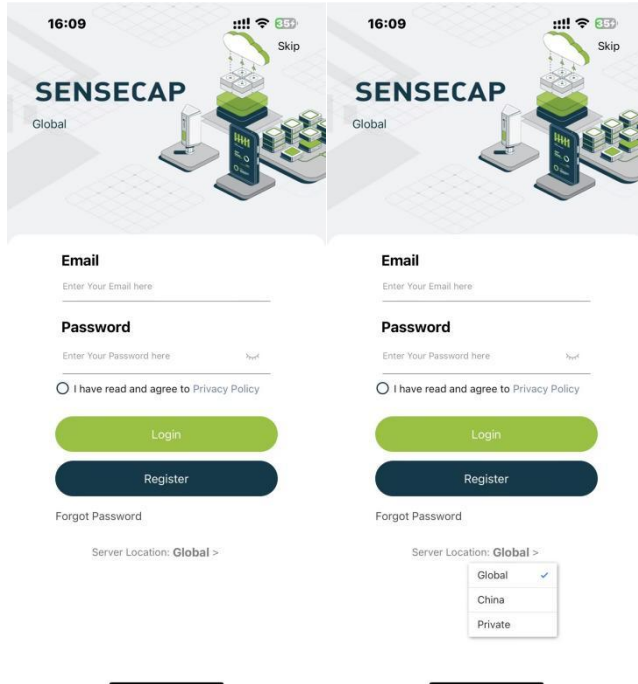 16:09
35
Skip
SENSECAP
Global
Email
Enter Your Email here
Password
Enter Your Password here
I have read and agree to Privacy Policy
Login
Register
Forgot Password
Server Location: Global >
16:09
35
Skip
SENSECAP
Global
Email
Enter Your Email here
Password
Enter Your Password here
I have read and agree to Privacy Policy
Login
Register
Forgot Password
Server Location: Global >
Global
China
Private